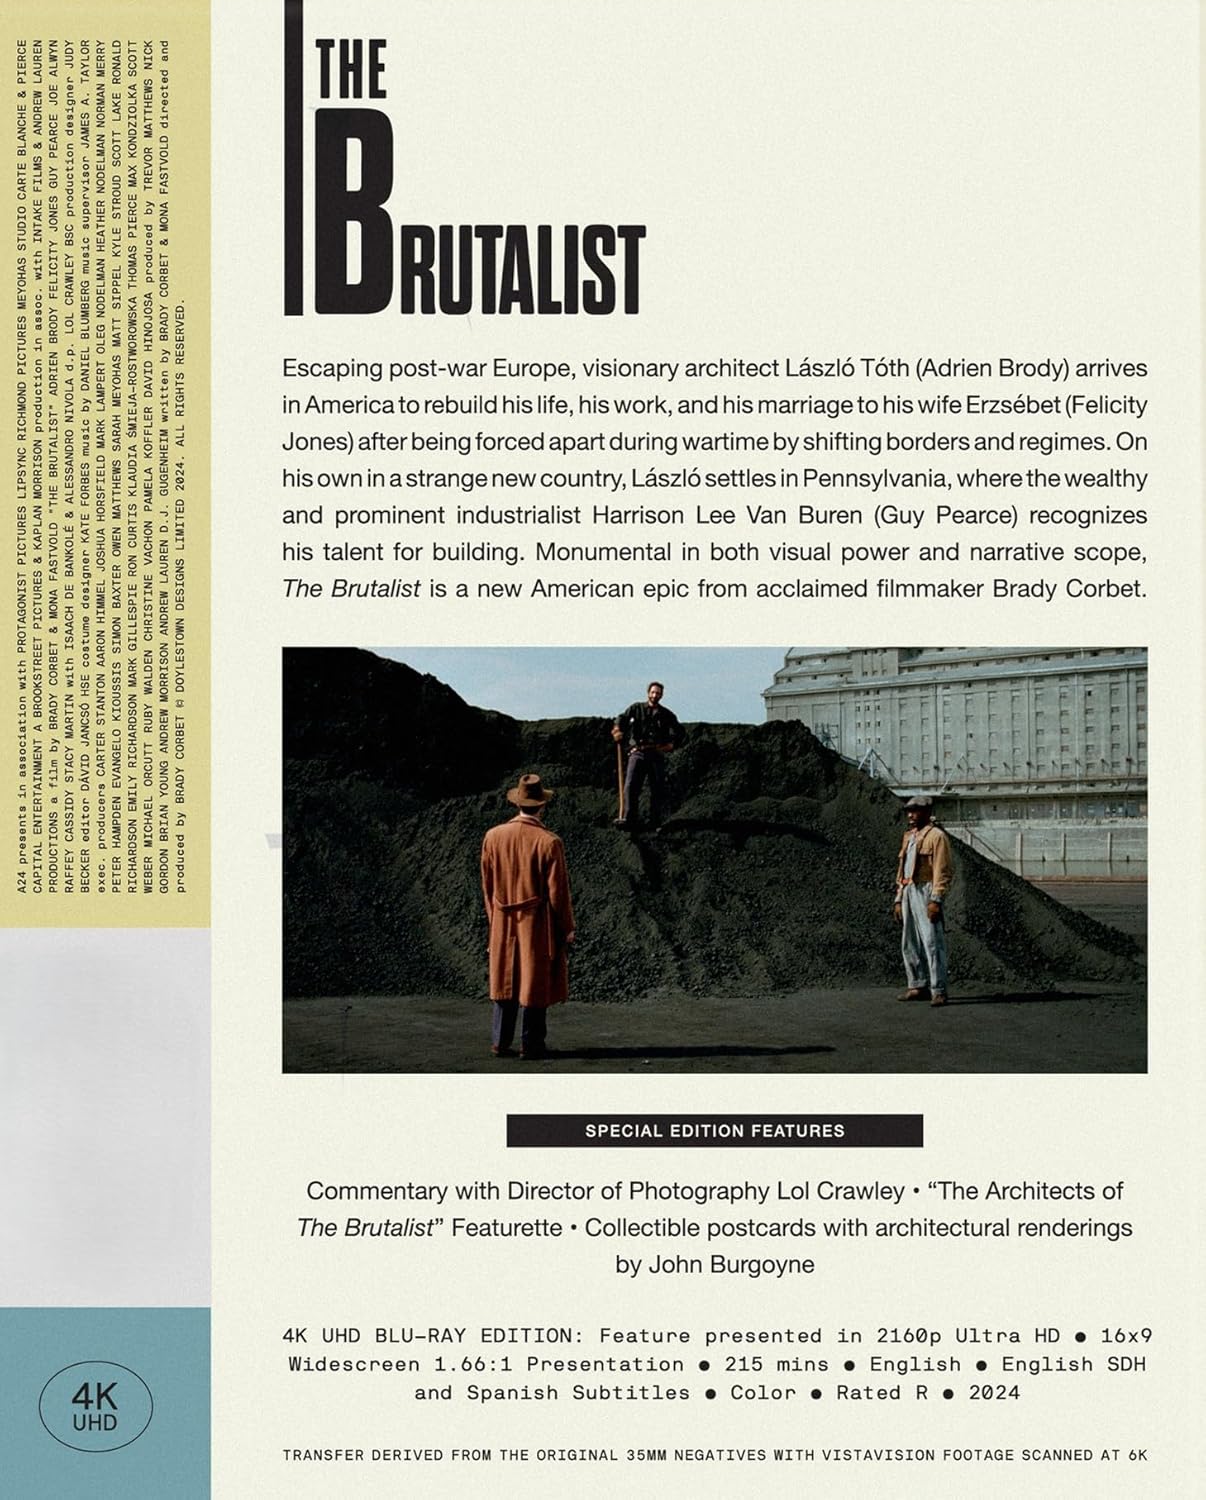 THE
BRUTALIST
Escaping post-war Europe, visionary architect László Tóth (Adrien Brody) arrives
in America to rebuild his life, his work, and his marriage to his wife Erzsébet (Felicity
Jones) after being forced apart during wartime by shifting borders and regimes. On
his own in a strange new country, László settles in Pennsylvania, where the wealthy
and prominent industrialist Harrison Lee Van Buren (Guy Pearce) recognizes
his talent for building. Monumental in both visual power and narrative scope,
The Brutalist is a new American epic from acclaimed filmmaker Brady Corbet.
SPECIAL EDITION FEATURES
Commentary with Director of Photography Lol Crawley • “The Architects of
The Brutalist” Featurette • Collectible postcards with architectural renderings
by John Burgoyne
4K UHD BLU-RAY EDITION: Feature presented in 2160p Ultra HD ● 16x9
Widescreen 1.66:1 Presentation ● 215 mins ● English ● English SDH
and Spanish Subtitles ● Color ● Rated R ● 2024
TRANSFER DERIVED FROM THE ORIGINAL 35MM NEGATIVES WITH VISTAVISION FOOTAGE SCANNED AT 6K
A24 presents in association with PROTAGONIST PICTURES LIPSYNC RICHMOND PICTURES MEYOHAS STUDIO CARTE BLANCHE & PIERCE
CAPITAL ENTERTAINMENT A BROOKSTREET PICTURES & KAPLAN MORRISON production in assoc. with INTAKE FILMS & ANDREW LAUREN
PRODUCTIONS a film by BRADY CORBET & MONA FASTVOLD "THE BRUTALIST" ADRIEN BRODY FELICITY JONES GUY PEARCE JOE ALWYN
RAFFEY CASSIDY STACY MARTIN with ISAACH DE BANKOLÉ & ALESSANDRO NIVOLA d.p. LOL CRAWLEY BSC production designer JUDY
BECKER editor DÁVID JANCSÓ HSE costume designer KATE FORBES music by DANIEL BLUMBERG music supervisor JAMES A. TAYLOR
exec. producers CARTER STANTON AARON HIMMEL JOSHUA HORSFIELD MARK LAMPERT OLEG NODELMAN HEATHER NODELMAN NORMAN MERRY
PETER HAMPDEN EVANGELO KIOUSSIS SIMON BAXTER OWEN MATTHEWS SARAH MEYOHAS MATT SIPPEL KYLE STROUD SCOTT LAKE RONALD
RICHARDSON EMILY RICHARDSON MARK GILLESPIE RON CURTIS KLAUDIA ŚMIEJA-ROSTWOROWSKA THOMAS PIERCE MAX KONDZIOLKA SCOTT
WEBER MICHAEL ORCUTT RUBY WALDEN CHRISTINE VACHON PAMELA KOFFLER DAVID HINOJOSA produced by TREVOR MATTHEWS NICK
GORDON BRIAN YOUNG ANDREW MORRISON ANDREW LAUREN D.J. GUGENHEIM written by BRADY CORBET & MONA FASTVOLD directed and
produced by BRADY CORBET © DOYLESTOWN DESIGNS LIMITED 2024. ALL RIGHTS RESERVED.
4K
UHD